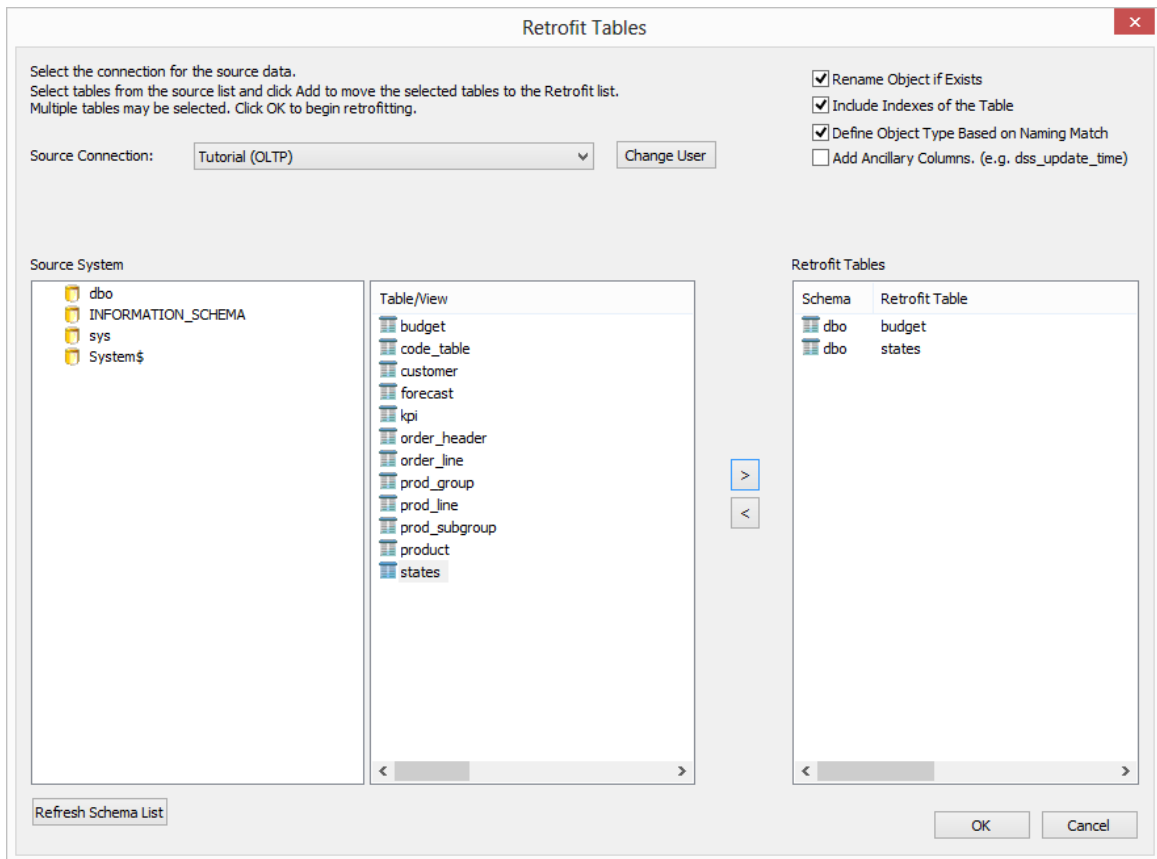 Retrofit Tables
Select the connection for the source data.
Select tables from the source list and click Add to move the selected tables to the Retrofit list.
Multiple tables may be selected. Click OK to begin retrofitting.
Rename Object if Exists
Include Indexes of the Table
Define Object Type Based on Naming Match
Add Ancillary Columns. (e.g. dss_update_time)
Source Connection:
Tutorial (OLTP)
Change User
Source System
dbo
INFORMATION_SCHEMA
sys
System$
Table/View
budget
code_table
customer
forecast
kpi
order_header
order_line
prod_group
prod_line
prod_subgroup
product
states
>
<
Retrofit Tables
Schema Retrofit Table
dbo budget
dbo states
Refresh Schema List
OK
Cancel